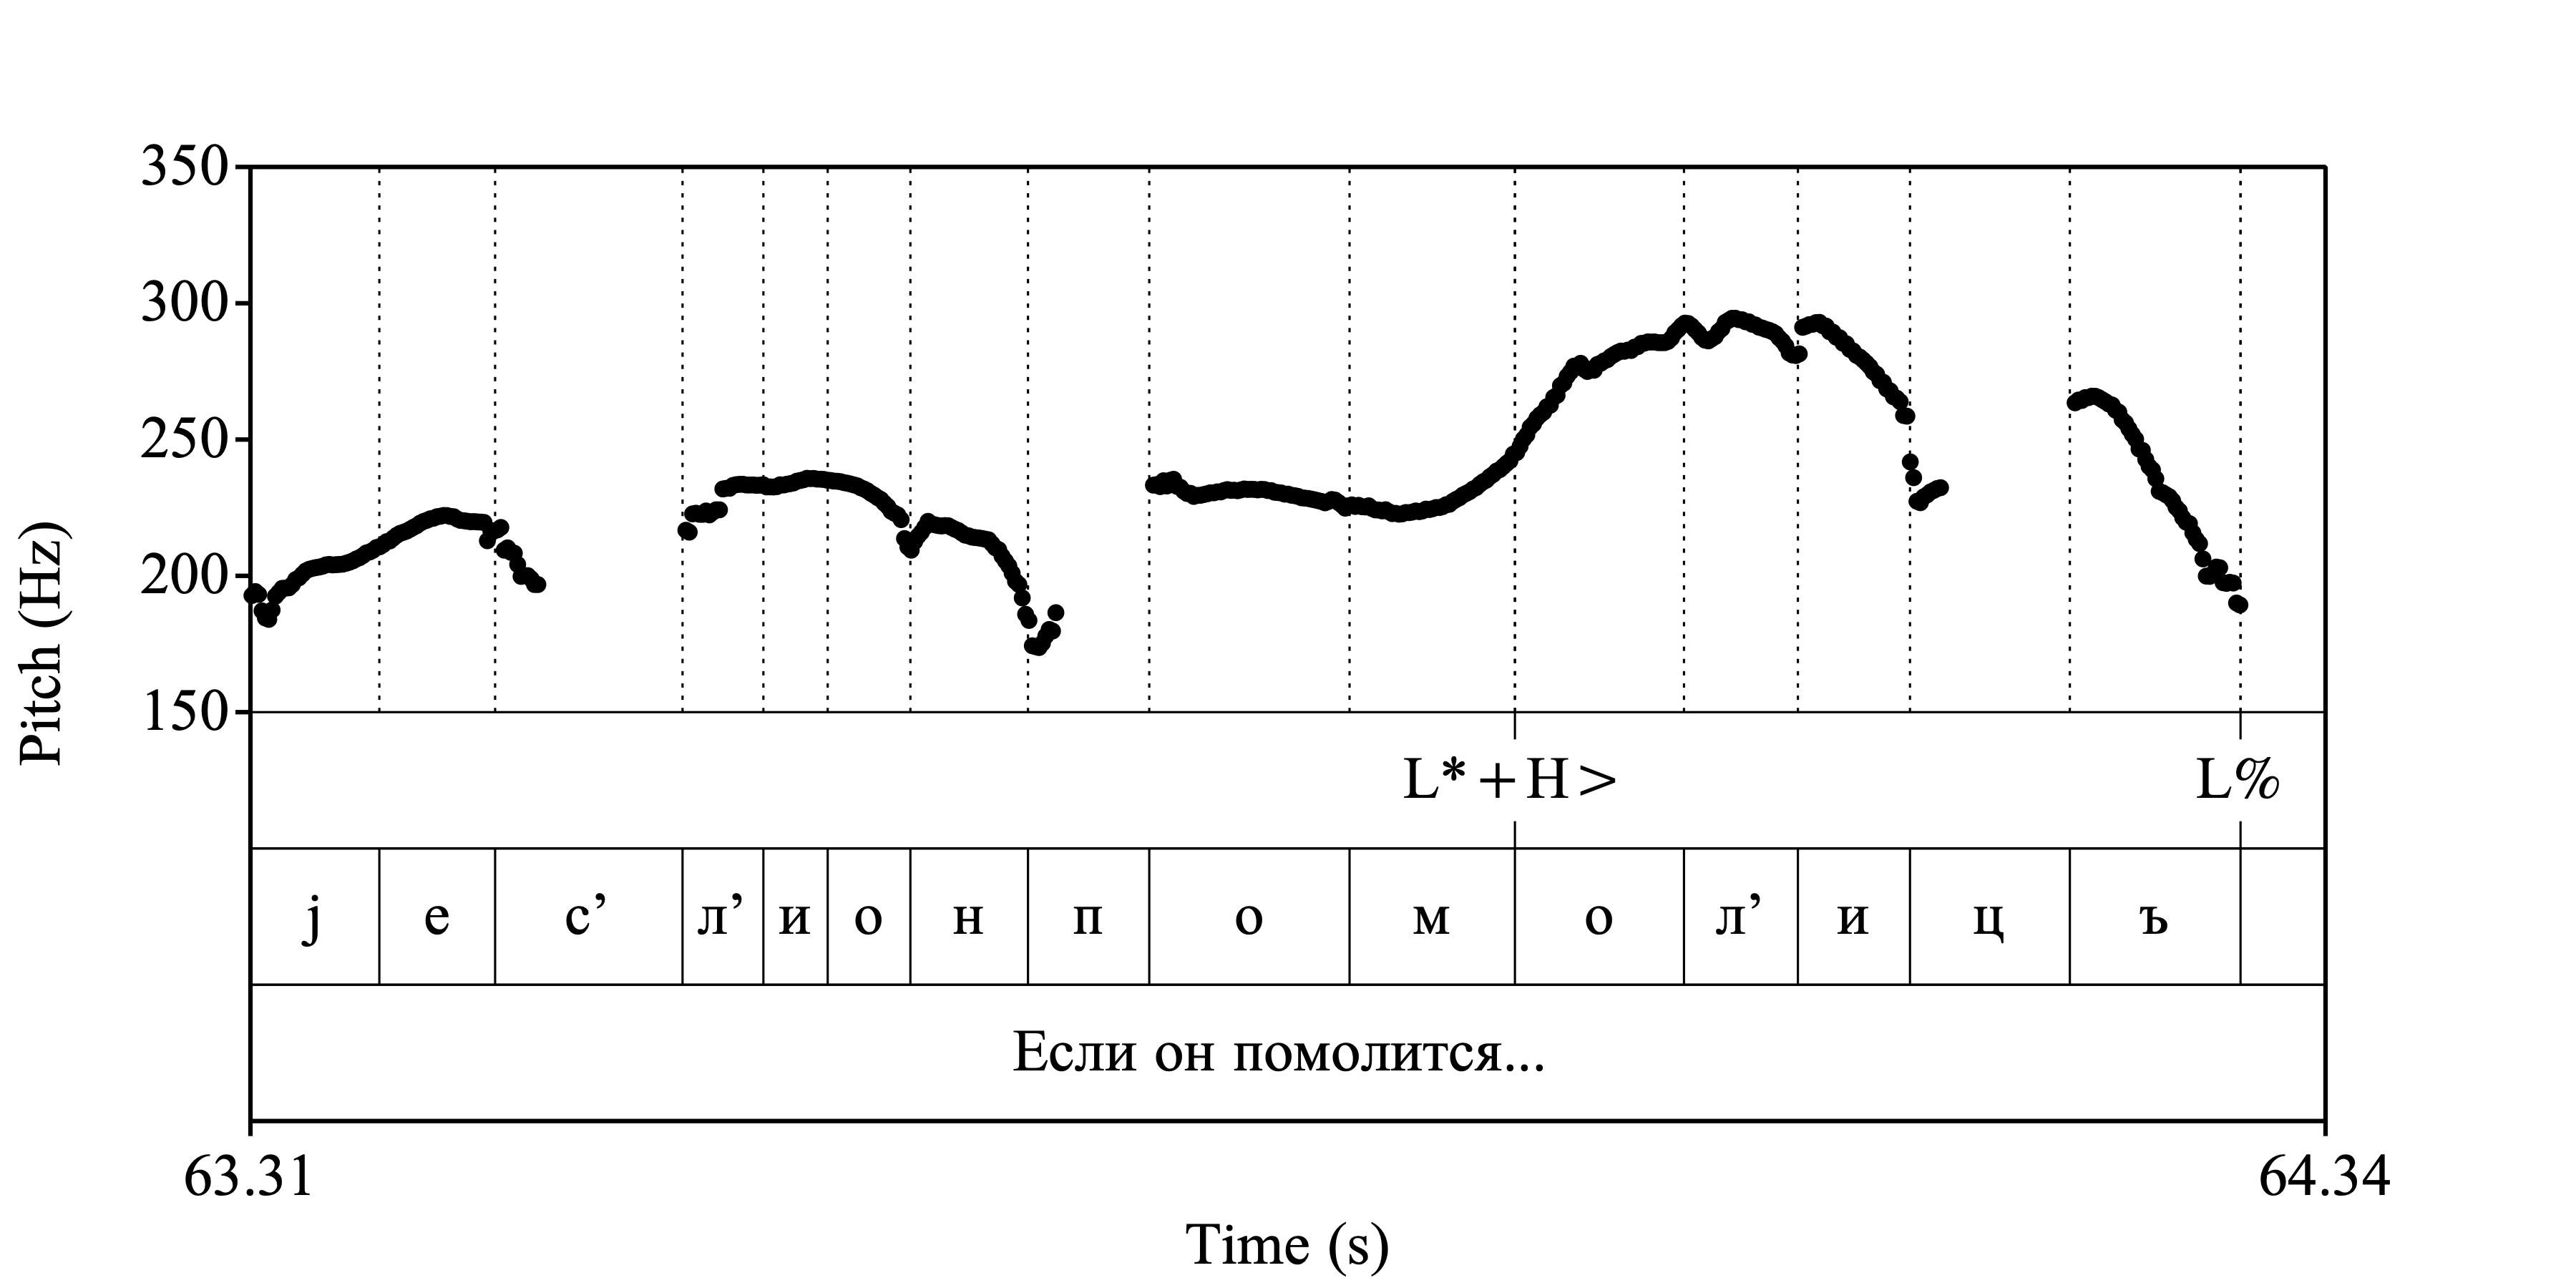 350
300
250
200
150
Pitch (Hz)
L*+H> L%
j е с’ л’ и о н п о м о л’ и ц ъ
Если он помолится...
63.31 64.34
Time (s)